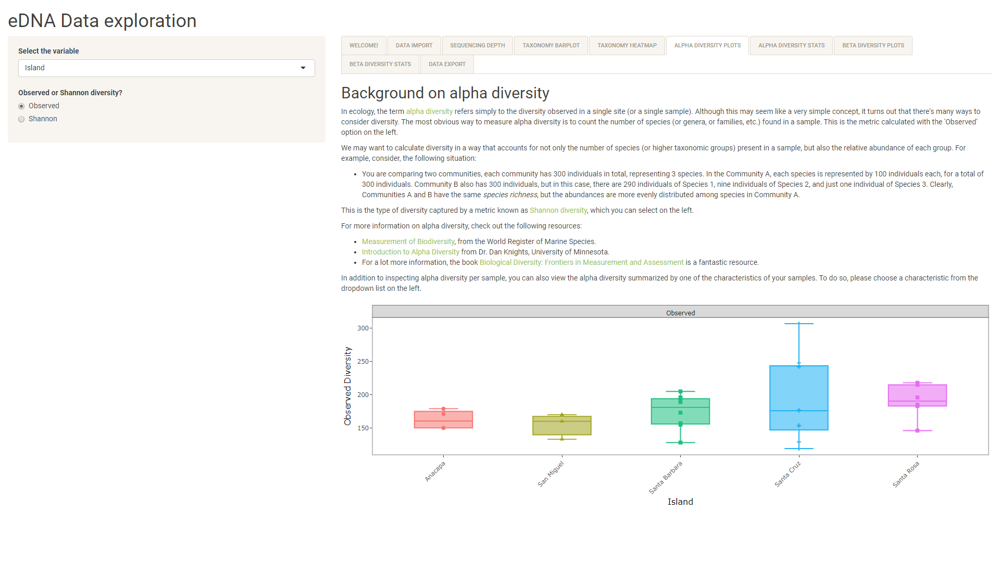 eDNA Data exploration
Select the variable
Island
Observed or Shannon diversity?
Observed
Shannon
WELCOME!
DATA IMPORT
SEQUENCING DEPTH
TAXONOMY BARPLOT
TAXONOMY HEATMAP
ALPHA DIVERSITY PLOTS
ALPHA DIVERSITY STATS
BETA DIVERSITY PLOTS
BETA DIVERSITY STATS
DATA EXPORT
Background on alpha diversity
In ecology, the term alpha diversity refers simply to the diversity observed in a single site (or a single sample). Although this may seem like a very simple concept, it turns out that there's many ways to
consider diversity. The most obvious way to measure alpha diversity is to count the number of species (or genera, or families, etc.) found in a sample. This is the metric calculated with the 'Observed'
option on the left.
We may want to calculate diversity in a way that accounts for not only the number of species (or higher taxonomic groups) present in a sample, but also the relative abundance of each group. For
example, consider, the following situation:
• You are comparing two communities, each community has 300 individuals in total, representing 3 species. In the Community A, each species is represented by 100 individuals each, for a total of
300 individuals. Community B also has 300 individuals, but in this case, there are 290 individuals of Species 1, nine individuals of Species 2, and just one individual of Species 3. Clearly,
Communities A and B have the same species richness, but the abundances are more evenly distributed among species in Community A.
This is the type of diversity captured by a metric known as Shannon diversity, which you can select on the left.
For more information on alpha diversity, check out the following resources:
• Measurement of Biodiversity, from the World Register of Marine Species.
• Introduction to Alpha Diversity from Dr. Dan Knights, University of Minnesota.
• For a lot more information, the book Biological Diversity: Frontiers in Measurement and Assessment is a fantastic resource.
In addition to inspecting alpha diversity per sample, you can also view the alpha diversity summarized by one of the characteristics of your samples. To do so, please choose a characteristic from the
dropdown list on the left.
Observed
Observed Diversity
300
250
200
150
Anacapa
San Miguel
Santa Barbara
Santa Cruz
Santa Rosa
Island